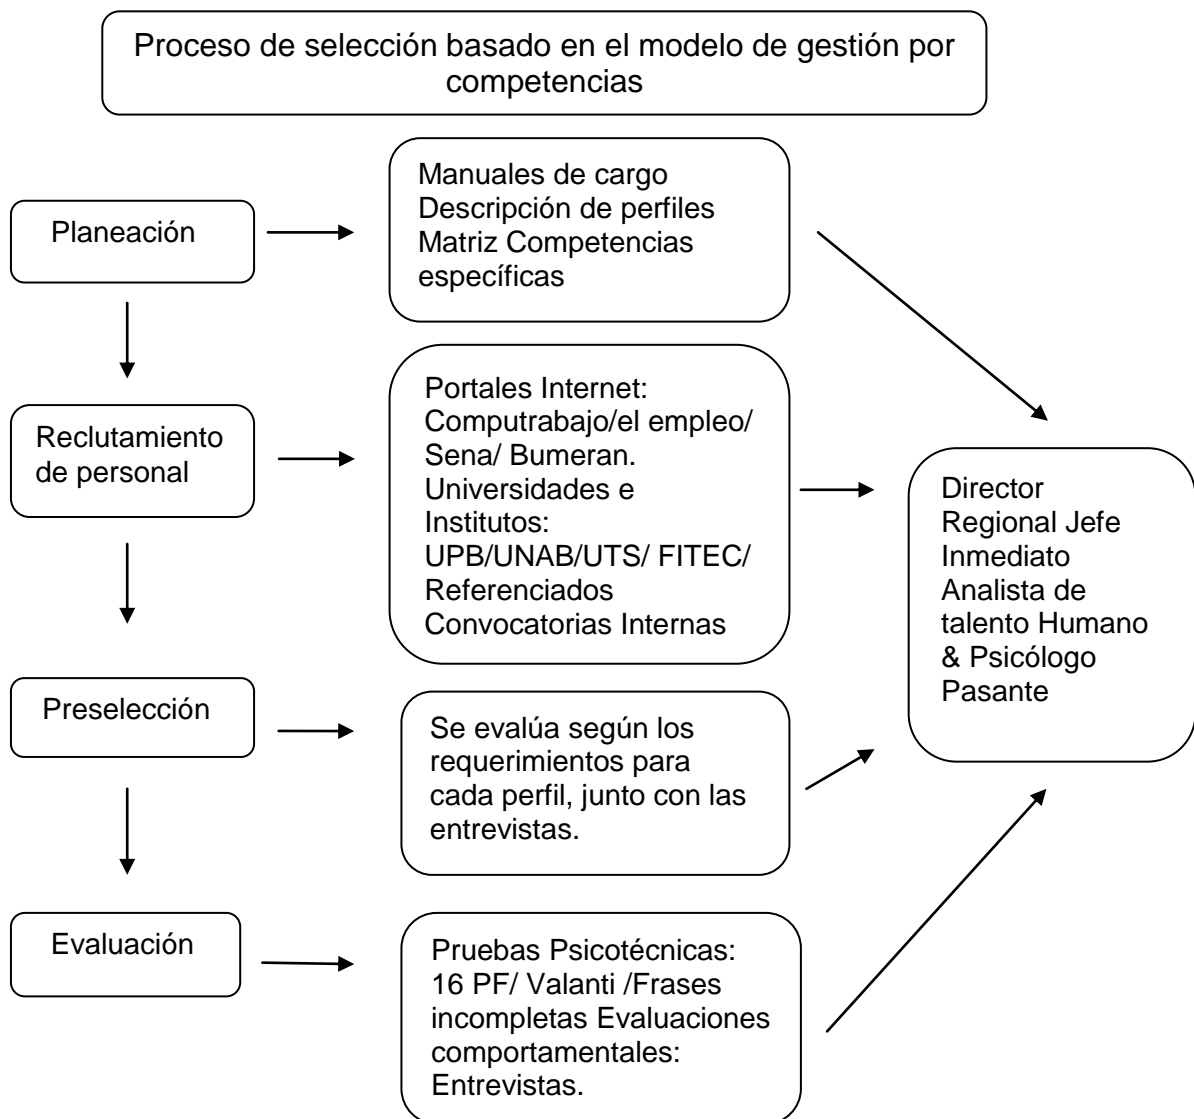 Proceso de selección basado en el modelo de gestión por
competencias
Planeación
Manuales de cargo
Descripción de perfiles
Matriz Competencias
específicas
Reclutamiento
de personal
Portales Internet:
Computrabajo/el empleo/
Sena/ Bumeran.
Universidades e
Institutos:
UPB/UNAB/UTS/ FITEC/
Referenciados
Convocatorias Internas
Director
Regional Jefe
Inmediato
Analista de
talento Humano
& Psicólogo
Pasante
Preselección
Se evalúa según los
requerimientos para
cada perfil, junto con las
entrevistas.
Evaluación
Pruebas Psicotécnicas:
16 PF/ Valanti /Frases
incompletas Evaluaciones
comportamentales:
Entrevistas.